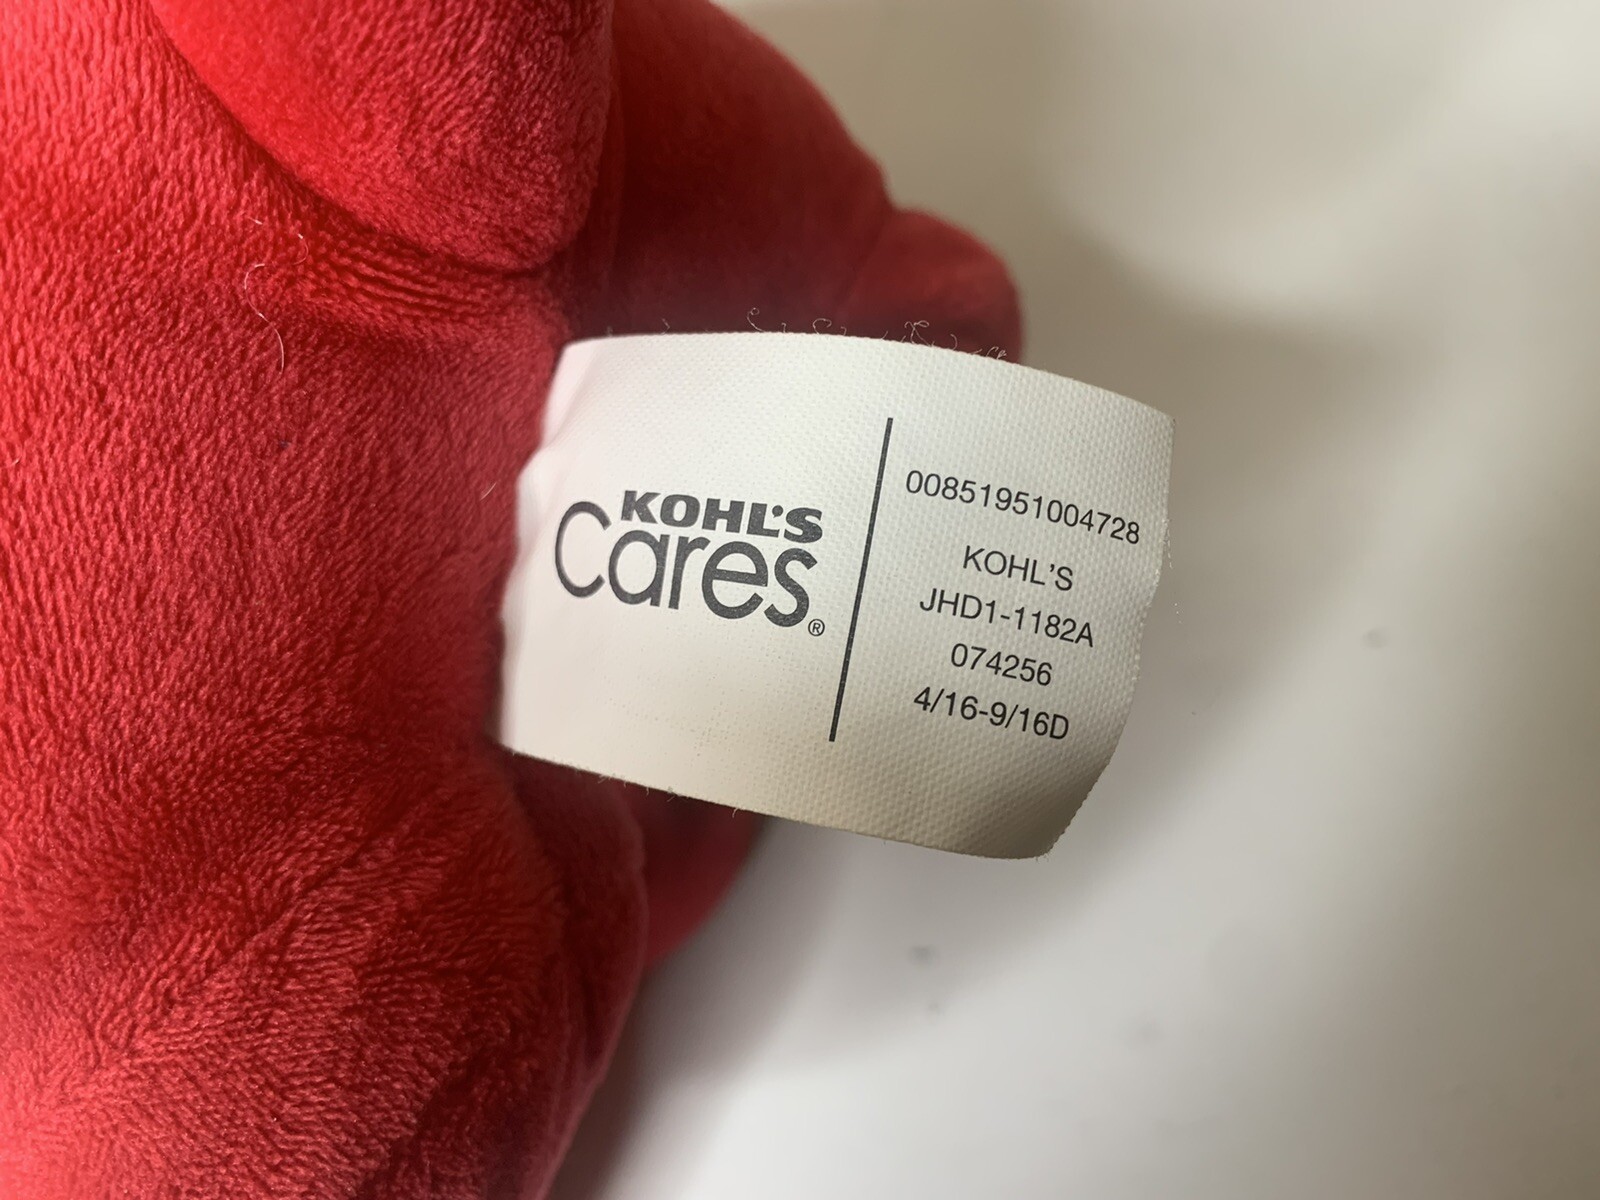 KOHL'S
Cares®
00851951004728
KOHL'S
JHD1-1182A
074256
4/16-9/16D